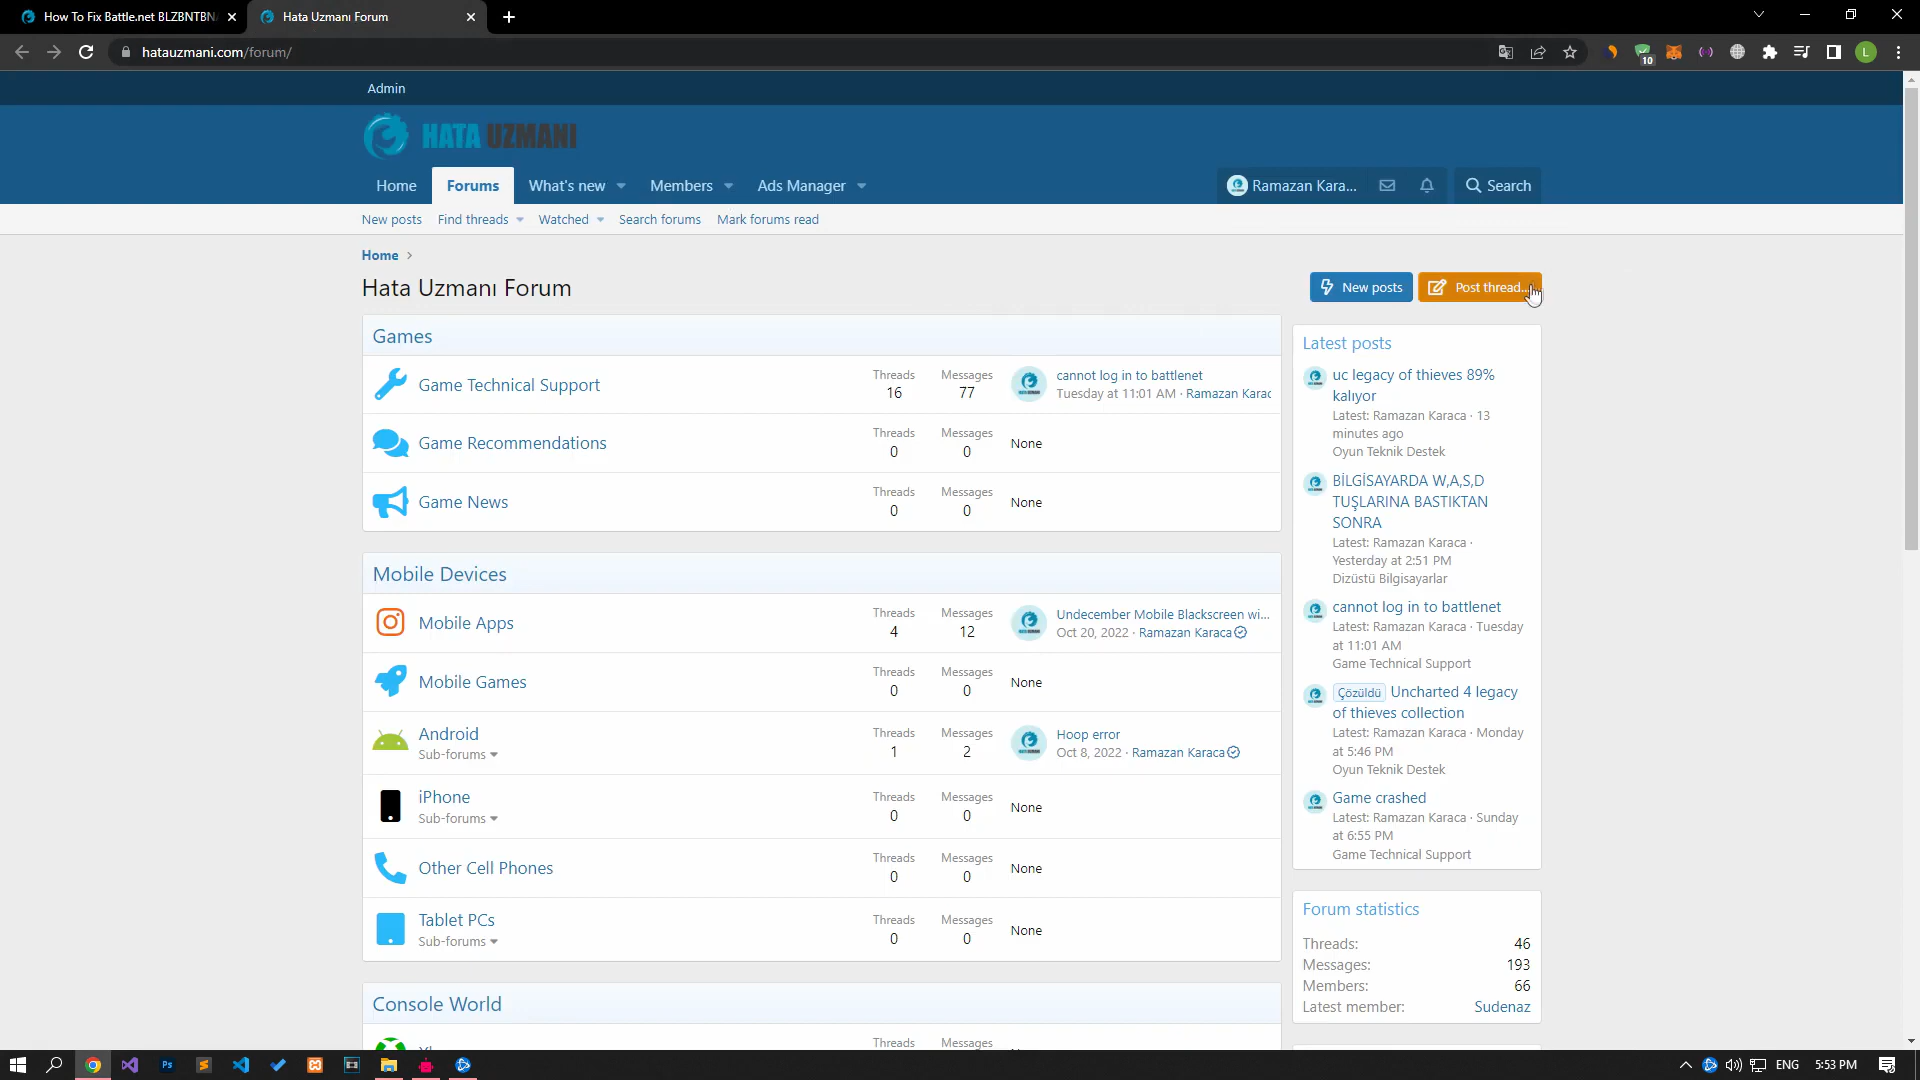 How To Fix Battle.net BLZBNTBN
Hata Uzmanı Forum
hatauzmani.com/forum/
10
L
Admin
HATA UZMANI
Home
Forums
What's new
Members
Ads Manager
Ramazan Kara...
Search
New posts
Find threads
Watched
Search forums
Mark forums read
Home
Hata Uzmanı Forum
New posts
Post thread...
Games
Game Technical Support
Threads
16
Messages
77
cannot log in to battlenet
Tuesday at 11:01 AM · Ramazan Karac
Game Recommendations
Threads
0
Messages
0
None
Game News
Threads
0
Messages
0
None
Mobile Devices
Mobile Apps
Threads
4
Messages
12
Undecember Mobile Blackscreen wi...
Oct 20, 2022 · Ramazan Karaca
Mobile Games
Threads
0
Messages
0
None
Android
Sub-forums
Threads
1
Messages
2
Hoop error
Oct 8, 2022 · Ramazan Karaca
iPhone
Sub-forums
Threads
0
Messages
0
None
Other Cell Phones
Threads
0
Messages
0
None
Tablet PCs
Sub-forums
Threads
0
Messages
0
None
Console World
Threads
Messages
Latest posts
uc legacy of thieves 89%
kalıyor
Latest: Ramazan Karaca · 13
minutes ago
Oyun Teknik Destek
BİLGİSAYARDA W,A,S,D
TUŞLARINA BASTIKTAN
SONRA
Latest: Ramazan Karaca ·
Yesterday at 2:51 PM
Dizüstü Bilgisayarlar
cannot log in to battlenet
Latest: Ramazan Karaca · Tuesday
at 11:01 AM
Game Technical Support
Çözüldü Uncharted 4 legacy
of thieves collection
Latest: Ramazan Karaca · Monday
at 5:46 PM
Oyun Teknik Destek
Game crashed
Latest: Ramazan Karaca · Sunday
at 6:55 PM
Game Technical Support
Forum statistics
Threads: 46
Messages: 193
Members: 66
Latest member: Sudenaz
Ps
ENG
5:53 PM